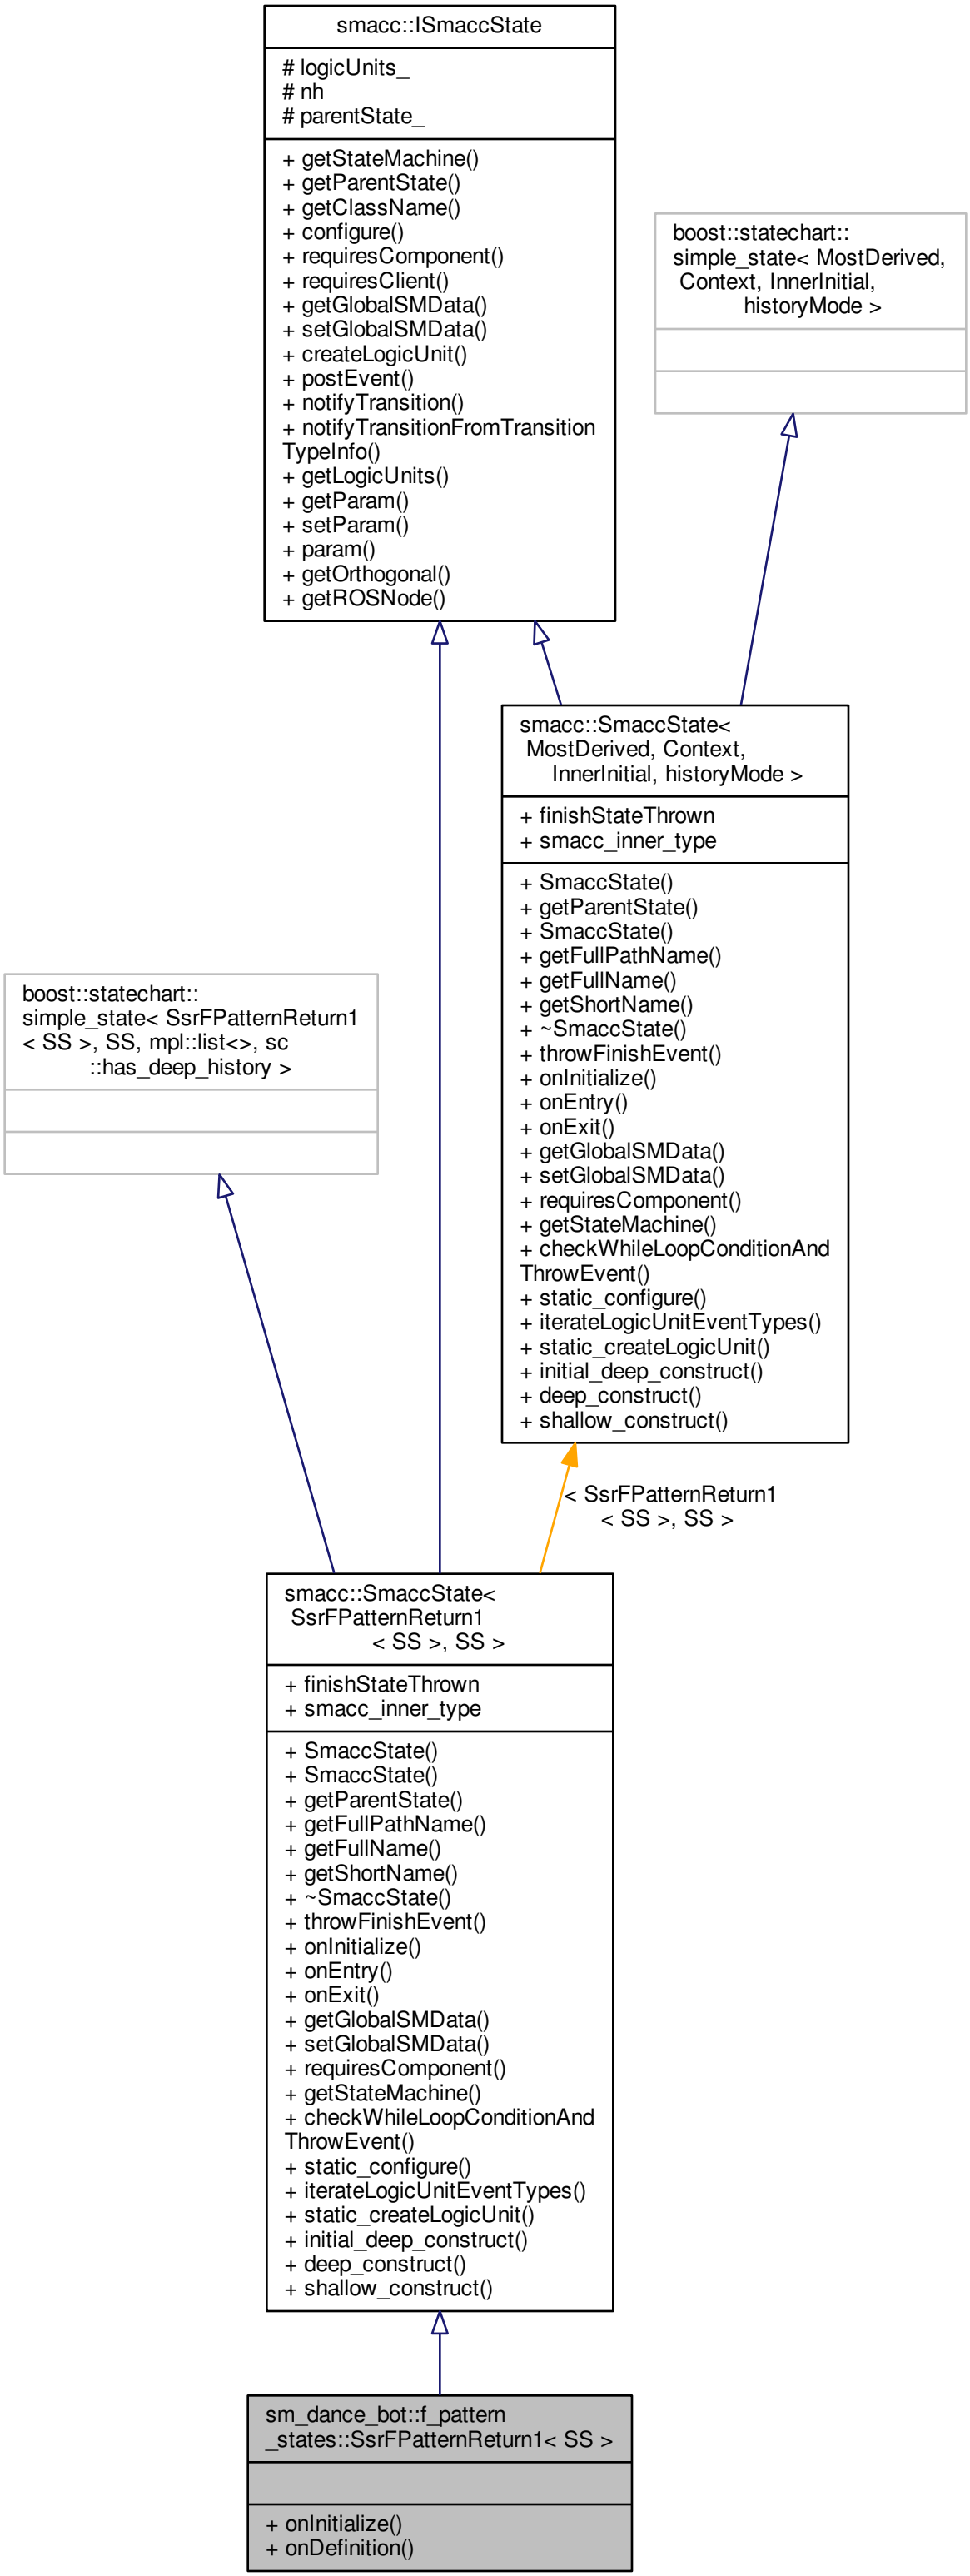 smacc::ISmaccState
# logicUnits_
# nh
# parentState_
+ getStateMachine()
+ getParentState()
+ getClassName()
+ configure()
+ requiresComponent()
+ requiresClient()
+ getGlobalSMData()
+ setGlobalSMData()
+ createLogicUnit()
+ postEvent()
+ notifyTransition()
+ notifyTransitionFromTransition
TypeInfo()
+ getLogicUnits()
+ getParam()
+ setParam()
+ param()
+ getOrthogonal()
+ getROSNode()
boost::statechart::
simple_state< MostDerived,
Context, InnerInitial,
historyMode >
smacc::SmaccState<
MostDerived, Context,
InnerInitial, historyMode >
+ finishStateThrown
+ smacc_inner_type
+ SmaccState()
+ getParentState()
+ SmaccState()
+ getFullPathName()
+ getFullName()
+ getShortName()
+ ~SmaccState()
+ throwFinishEvent()
+ onInitialize()
+ onEntry()
+ onExit()
+ getGlobalSMData()
+ setGlobalSMData()
+ requiresComponent()
+ getStateMachine()
+ checkWhileLoopConditionAnd
ThrowEvent()
+ static_configure()
+ iterateLogicUnitEventTypes()
+ static_createLogicUnit()
+ initial_deep_construct()
+ deep_construct()
+ shallow_construct()
boost::statechart::
simple_state< SsrFPatternReturn1
< SS >, SS, mpl::list<>, sc
::has_deep_history >
< SsrFPatternReturn1
< SS >, SS >
smacc::SmaccState<
SsrFPatternReturn1
< SS >, SS >
+ finishStateThrown
+ smacc_inner_type
+ SmaccState()
+ SmaccState()
+ getParentState()
+ getFullPathName()
+ getFullName()
+ getShortName()
+ ~SmaccState()
+ throwFinishEvent()
+ onInitialize()
+ onEntry()
+ onExit()
+ getGlobalSMData()
+ setGlobalSMData()
+ requiresComponent()
+ getStateMachine()
+ checkWhileLoopConditionAnd
ThrowEvent()
+ static_configure()
+ iterateLogicUnitEventTypes()
+ static_createLogicUnit()
+ initial_deep_construct()
+ deep_construct()
+ shallow_construct()
sm_dance_bot::f_pattern
_states::SsrFPatternReturn1< SS >
+ onInitialize()
+ onDefinition()